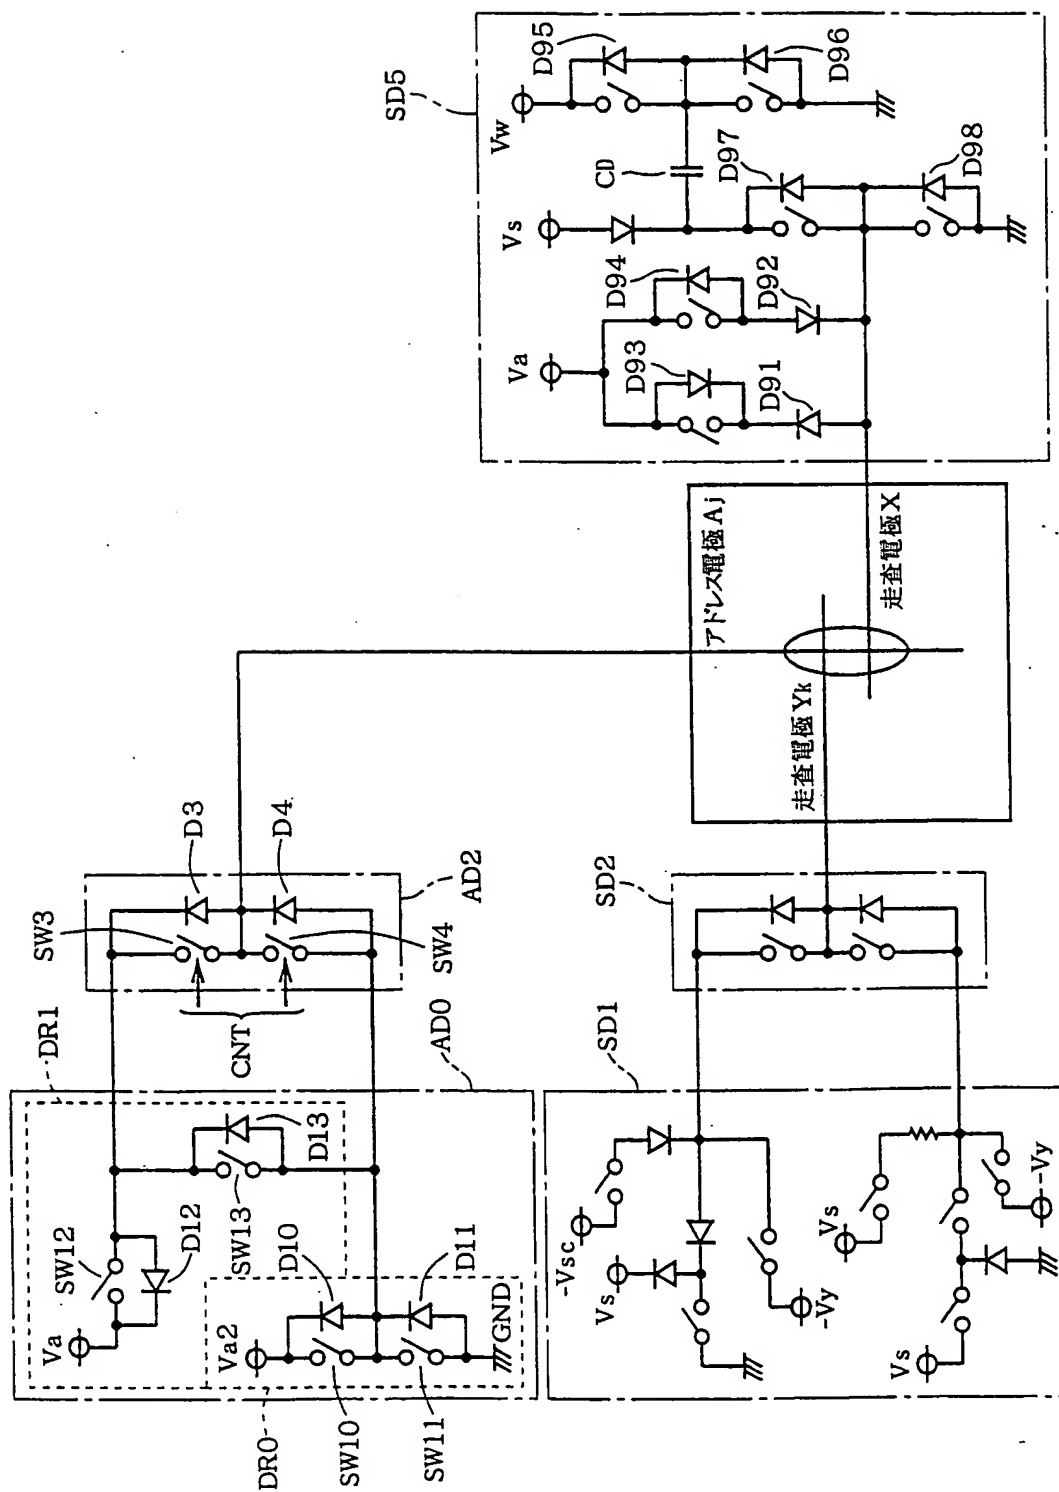 SD5
Vw
D95
D96
CD
Vs
D97
D98
Va
D94
D92
D93
D91
アドレス電極Aj
走査電極X
走査電極Yk
SW3
D3
D4
SW4
AD2
CNT
DR1
AD0
SW12
D12
Va
D13
SW13
D10
D11
Va2
GND
DR0
SW10
SW11
SD2
SD1
-Vsc
Vs
-Vy
Vs
-Vy
Vs